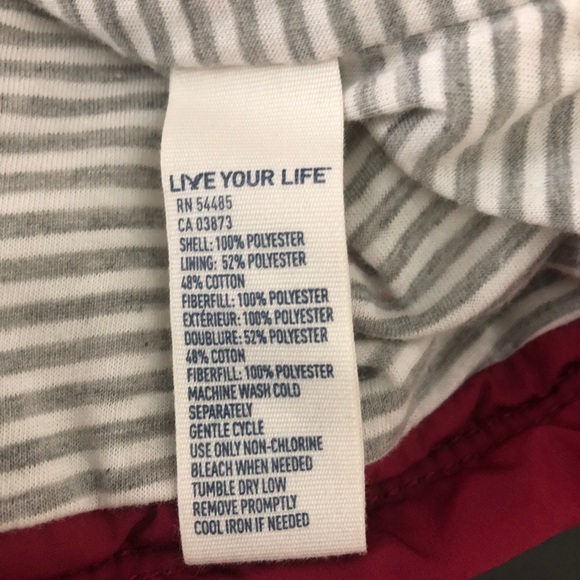 LIVE YOUR LIFE™
RN 54485
CA 03873
SHELL: 100% POLYESTER
LINING: 52% POLYESTER
48% COTTON
FIBERFILL: 100% POLYESTER
EXTÉRIEUR: 100% POLYESTER
DOUBLURE: 52% POLYESTER
48% COTON
FIBERFILL: 100% POLYESTER
MACHINE WASH COLD
SEPARATELY
GENTLE CYCLE
USE ONLY NON-CHLORINE
BLEACH WHEN NEEDED
TUMBLE DRY LOW
REMOVE PROMPTLY
COOL IRON IF NEEDED